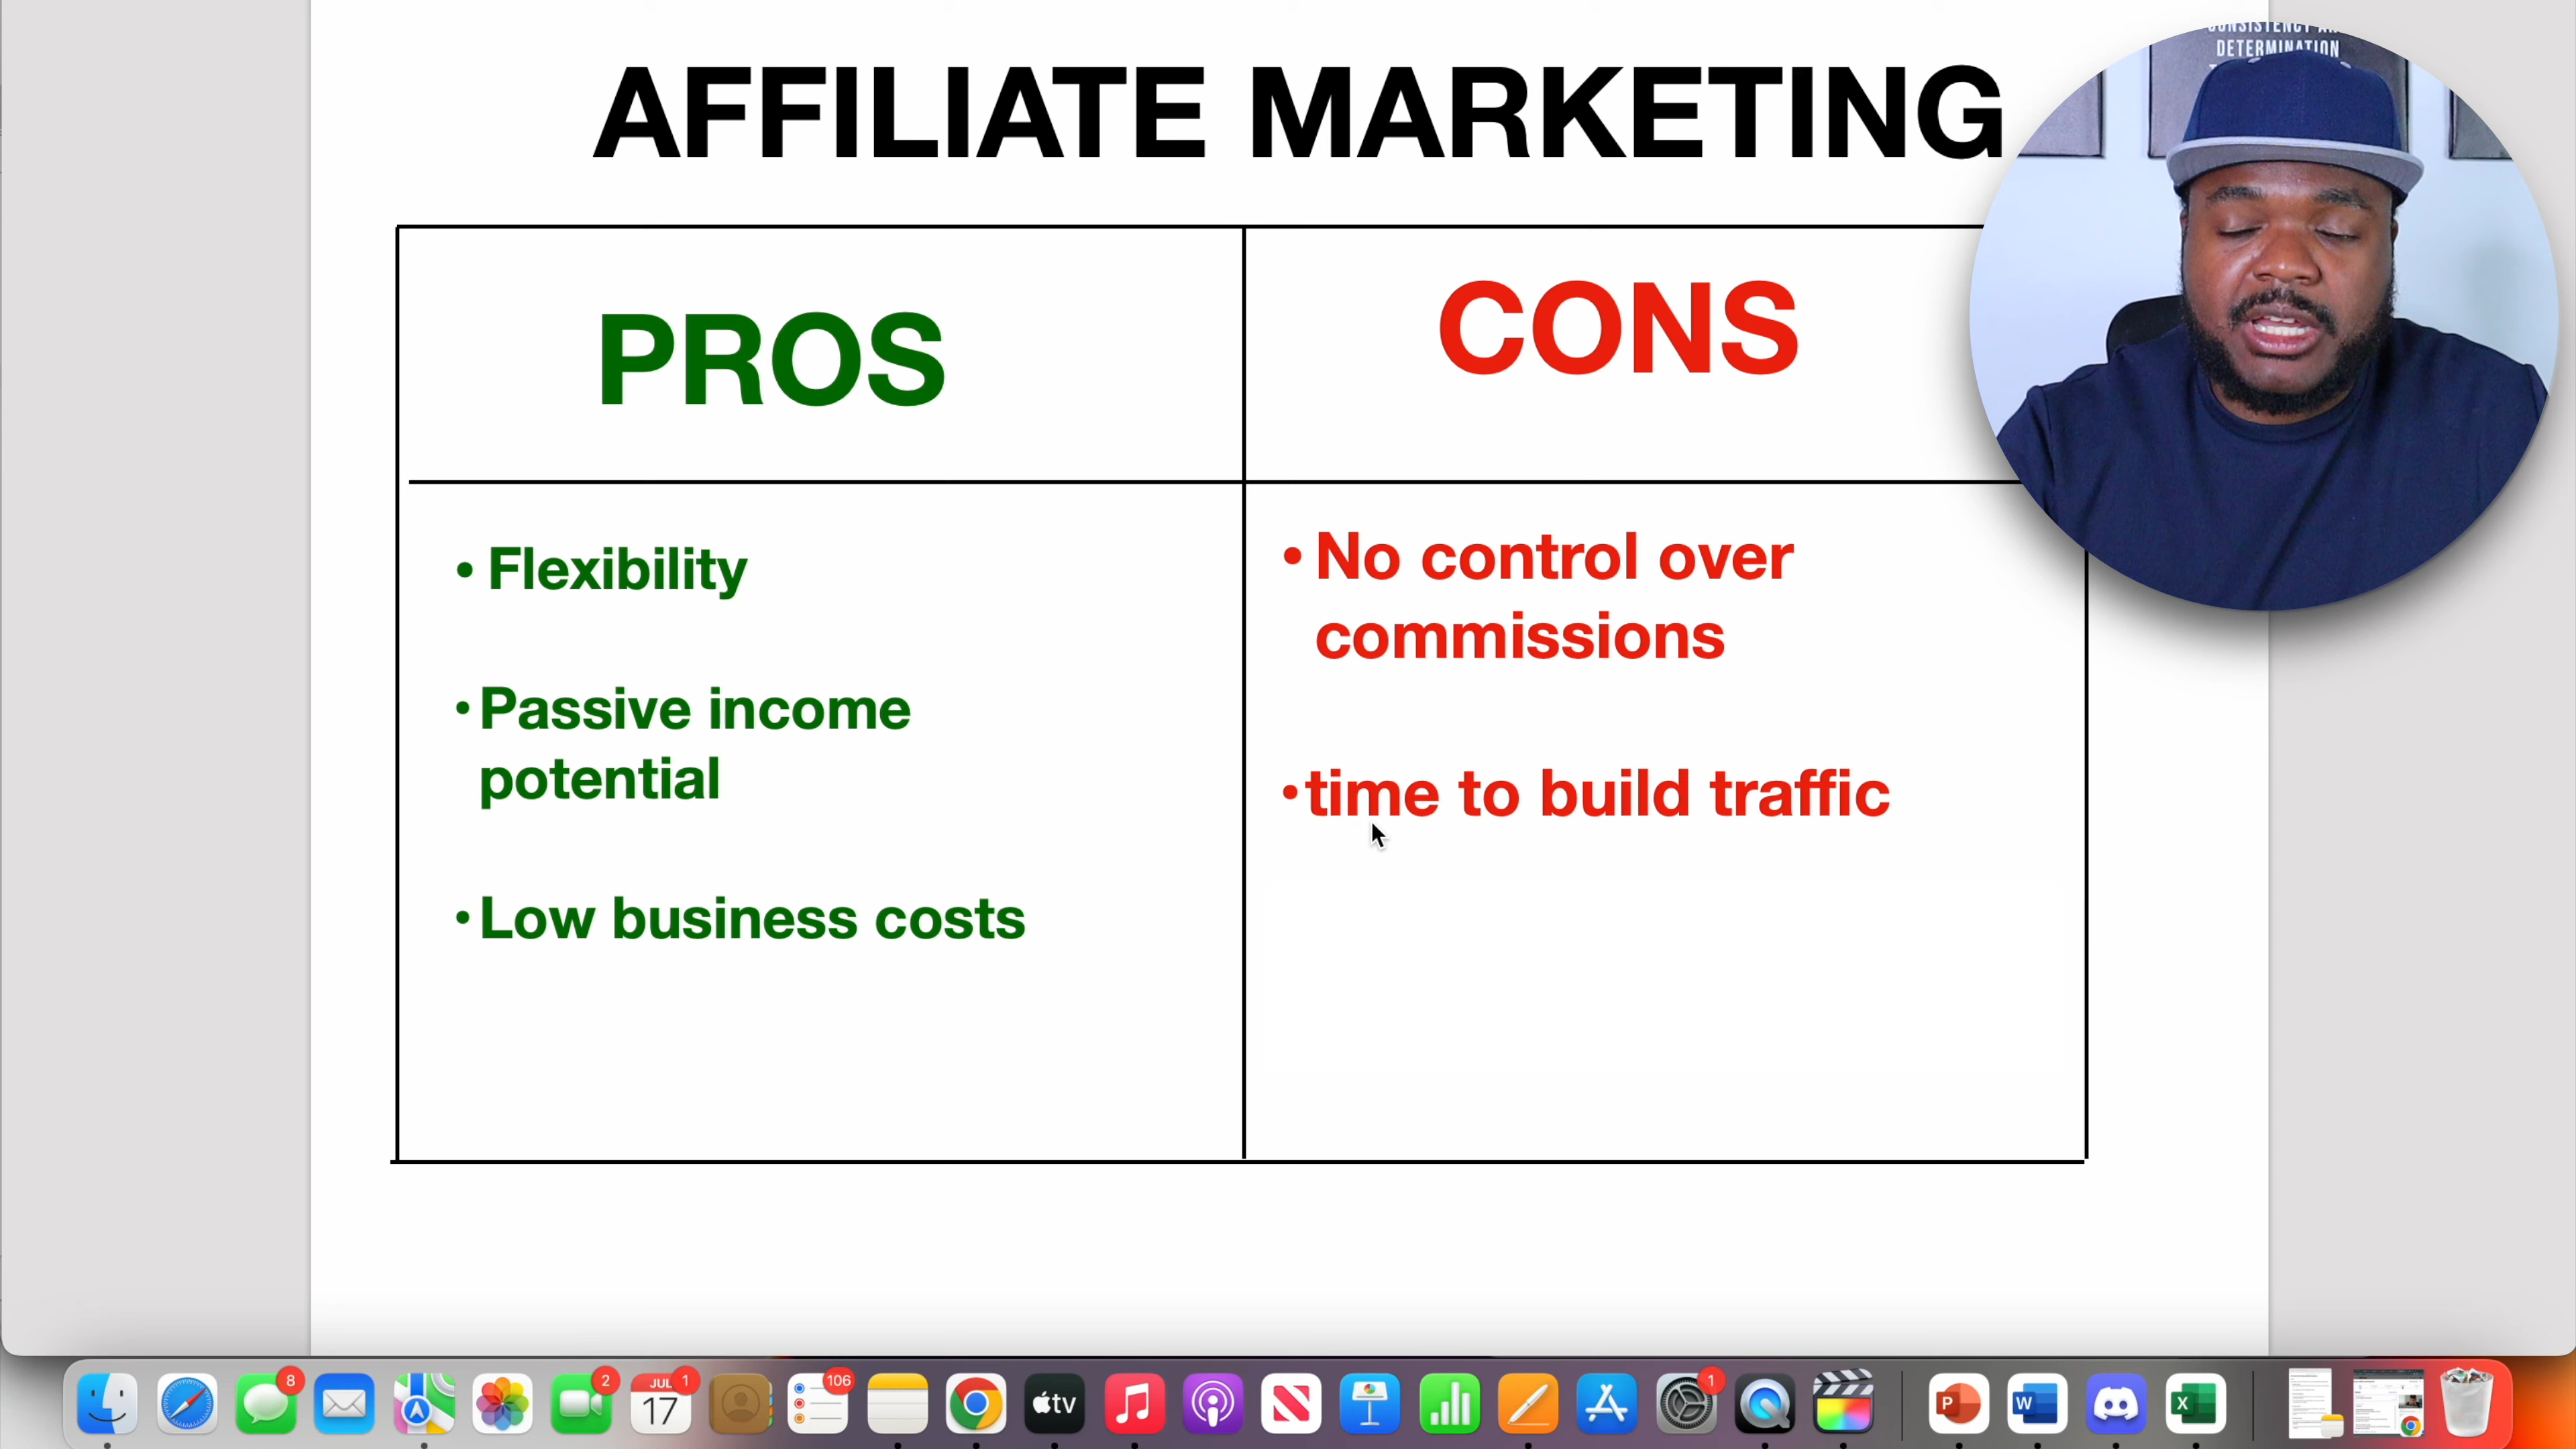 AFFILIATE MARKETING
DETERMINATION
PROS
CONS
• Flexibility
• Passive income
potential
• Low business costs
• No control over
commissions
• time to build traffic
8
2
JUL
1
17
106
tv
1
P
W
X